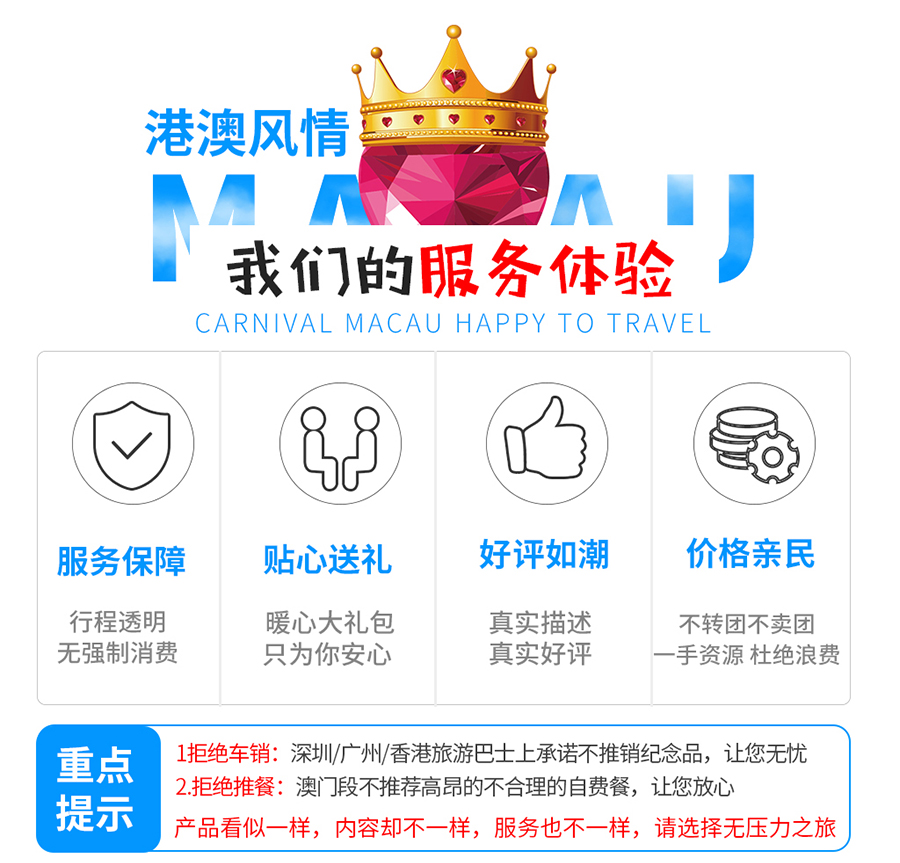 港澳风情
MACAU
我们的服务体验
CARNIVAL MACAU HAPPY TO TRAVEL
服务保障
行程透明
无强制消费
贴心送礼
暖心大礼包
只为你安心
好评如潮
真实描述
真实好评
价格亲民
不转团不卖团
一手资源 杜绝浪费
重点
提示
1拒绝车销：深圳/广州/香港旅游巴士上承诺不推销纪念品，让您无忧
2.拒绝推餐：澳门段不推荐高昂的不合理的自费餐，让您放心
产品看似一样，内容却不一样，服务也不一样，请选择无压力之旅